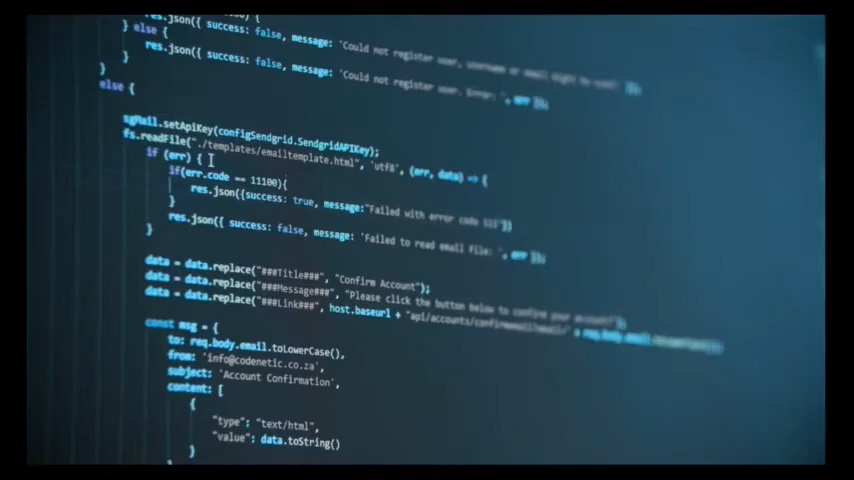 res.json({ success: false, message: 'Could not register user, username or email might be
} else {
res.json({ success: false, message: 'Could not register user. Error: ', err });
}
}
else {
sgMail.setApiKey(configSendgrid.SendgridAPIKey);
fs.readFile("./templates/emailtemplate.html", 'utf8', (err, data) => {
if (err) {
if(err.code == 11100){
res.json({success: true, message:"Failed with error code
}
res.json({ success: false, message: 'Failed to read email file: ', err });
}
data = data.replace("###Title###", "Confirm Account");
data = data.replace("###Message###", "Please click the button below to confirm your account");
data = data.replace("###Link###", host.baseurl + "api/accounts/
const msg = {
to: req.body.email.toLowerCase(),
from: 'info@codenetic.co.za',
subject: 'Account Confirmation',
content: [
{
"type": "text/html",
"value": data.toString()
}